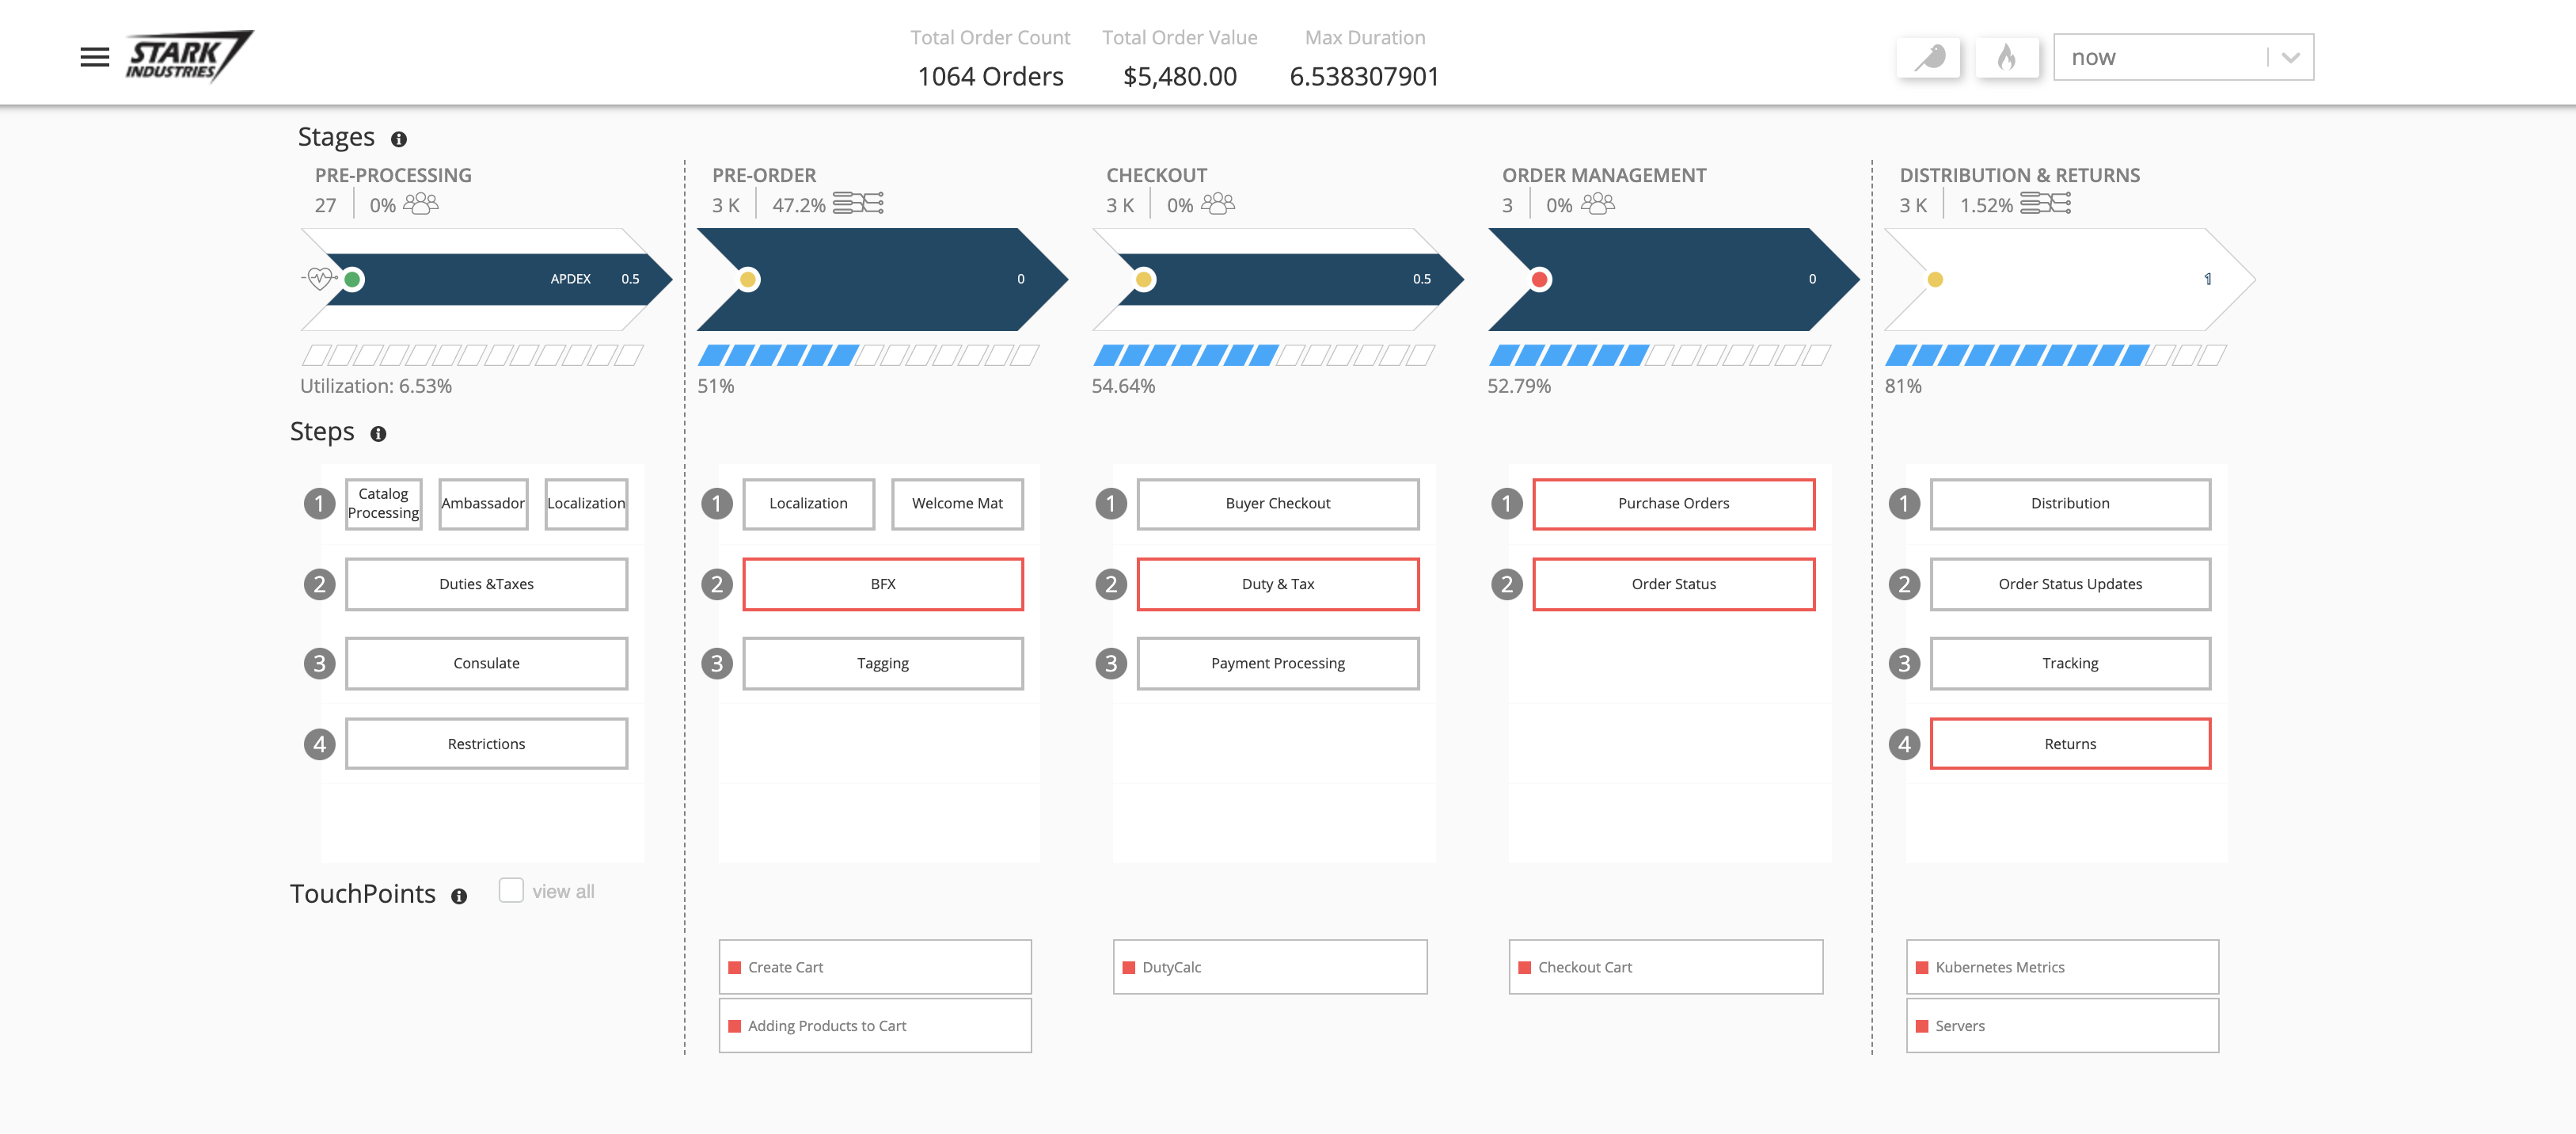 STARK
INDUSTRIES
Total Order Count
1064 Orders
Total Order Value
$5,480.00
Max Duration
6.538307901
now
Stages
PRE-PROCESSING
27
0%
PRE-ORDER
3 K
47.2%
CHECKOUT
3 K
0%
ORDER MANAGEMENT
3
0%
DISTRIBUTION & RETURNS
3 K
1.52%
APDEX 0.5
0
0.5
0
1
Utilization: 6.53%
51%
54.64%
52.79%
81%
Steps
1
Catalog
Processing
Ambassador
Localization
2
Duties &Taxes
3
Consulate
4
Restrictions
1
Localization
Welcome Mat
2
BFX
3
Tagging
1
Buyer Checkout
2
Duty & Tax
3
Payment Processing
1
Purchase Orders
2
Order Status
1
Distribution
2
Order Status Updates
3
Tracking
4
Returns
TouchPoints
view all
Create Cart
Adding Products to Cart
DutyCalc
Checkout Cart
Kubernetes Metrics
Servers